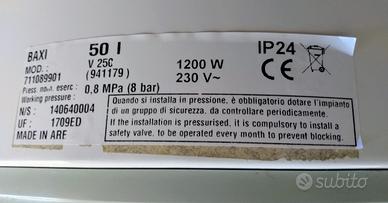 BAXI
50 l
1200 W
IP24
MOD.:
V 25C
711089901
(941179)
230 V~
CE
Press. nom. eserc :
Working pressure :
0,8 MPa (8 bar)
N/S : 140640004
UF : 1709ED
MADE IN ARE
Quando si installa in pressione, è obbligatorio dotare l'impianto
di un gruppo di sicurezza. da controllare periodicamente.
If the installation is pressurised, it is compulsory to install a
safety valve. to be operated every month to prevent blocking.
subito